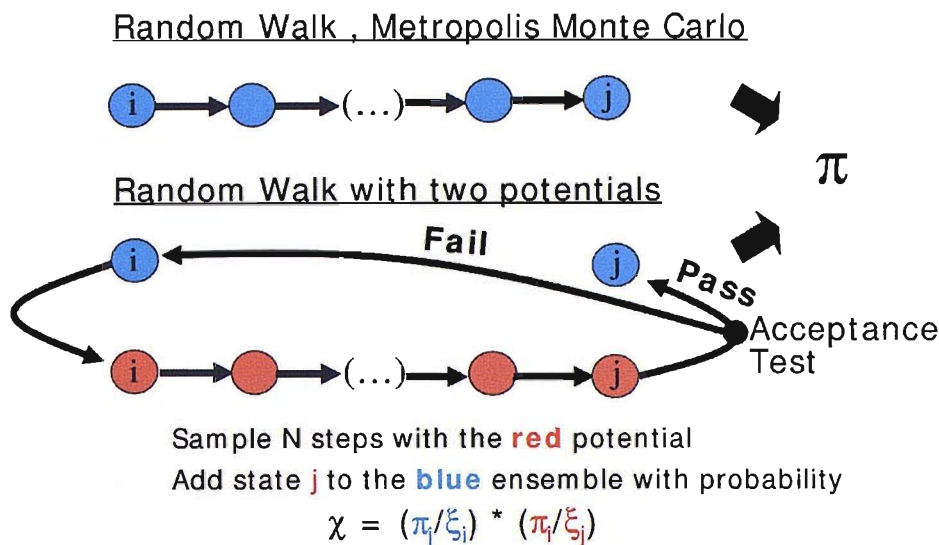 Random Walk , Metropolis Monte Carlo
i (...) j
π
Random Walk with two potentials
Fail
i j
Pass
Acceptance
Test
i (...) j
Sample N steps with the red potential
Add state j to the blue ensemble with probability
χ = (πⱼ/ξᵢ) * (πᵢ/ξⱼ)